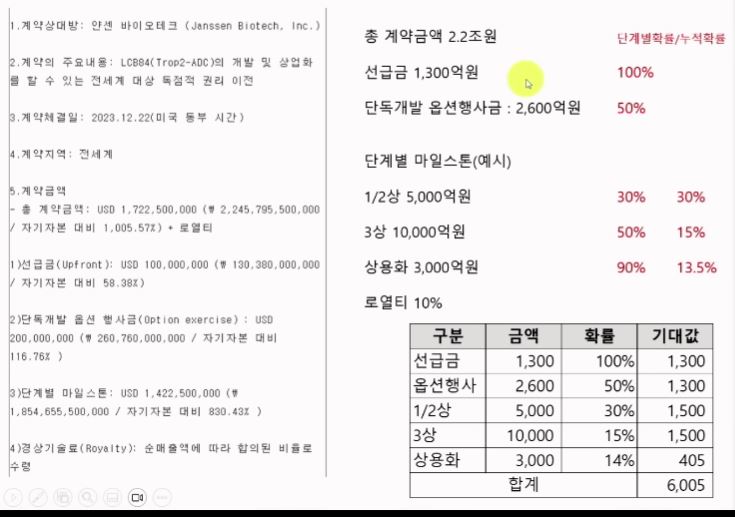 1.계약상대방: 얀센 바이오테크 (Janssen Biotech, Inc.)
2.계약의 주요내용: LCB84(Trop2-ADC)의 개발 및 상업화
를 할 수 있는 전세계 대상 독점적 권리 이전
3.계약체결일: 2023.12.22(미국 동부 시간)
4.계약지역: 전세계
5.계약금액
- 총 계약금액: USD 1,722,500,000 (₩ 2,245,795,500,000
/ 자기자본 대비 1,005.57%) + 로열티
1)선급금(Upfront): USD 100,000,000 (₩ 130,380,000,000
/ 자기자본 대비 58.38%)
2)단독개발 옵션 행사금(Option exercise) : USD
200,000,000 (₩ 260,760,000,000 / 자기자본 대비
116.76% )
3)단계별 마일스톤: USD 1,422,500,000 (₩
1,854,655,500,000 / 자기자본 대비 830.43% )
4)경상기술료(Royalty): 순매출액에 따라 합의된 비율로
수령
총 계약금액 2.2조원 단계별확률/누적확률
선급금 1,300억원 100%
단독개발 옵션행사금 : 2,600억원 50%
단계별 마일스톤(예시)
1/2상 5,000억원 30% 30%
3상 10,000억원 50% 15%
상용화 3,000억원 90% 13.5%
로열티 10%
구분 금액 확률 기대값
선급금 1,300 100% 1,300
옵션행사 2,600 50% 1,300
1/2상 5,000 30% 1,500
3상 10,000 15% 1,500
상용화 3,000 14% 405
합계 6,005